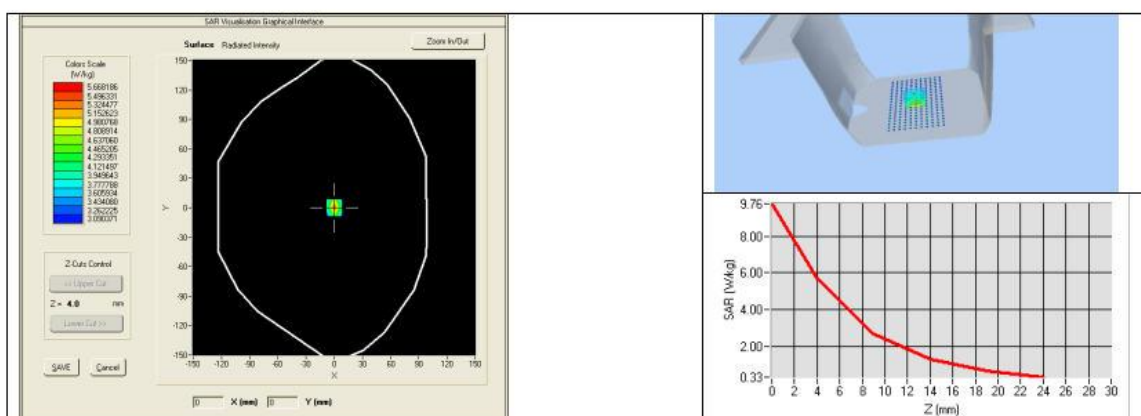 SAR Visualisation Graphical Interface
Surface Radiated Intensity
Zoom In/Out
Colors Scale
(W/kg)
5.668186
5.496331
5.324477
5.152623
4.980768
4.808914
4.637060
4.465205
4.293351
4.121497
3.949643
3.777788
3.605934
3.434080
3.262225
3.090371
150
120
90
60
30
0
-30
-60
-90
-120
-150
Y
-150 -120 -90 -60 -30 0 30 60 90 120 150
X
Z-Cuts Control
<< Upper Cut
Z = 4.0 mm
Lower Cut >>
SAVE Cancel
0 X (mm) 0 Y (mm)
9.76
8.00
6.00
4.00
2.00
0.33
SAR (W/kg)
0 2 4 6 8 10 12 14 16 18 20 22 24 26 28 30
Z (mm)